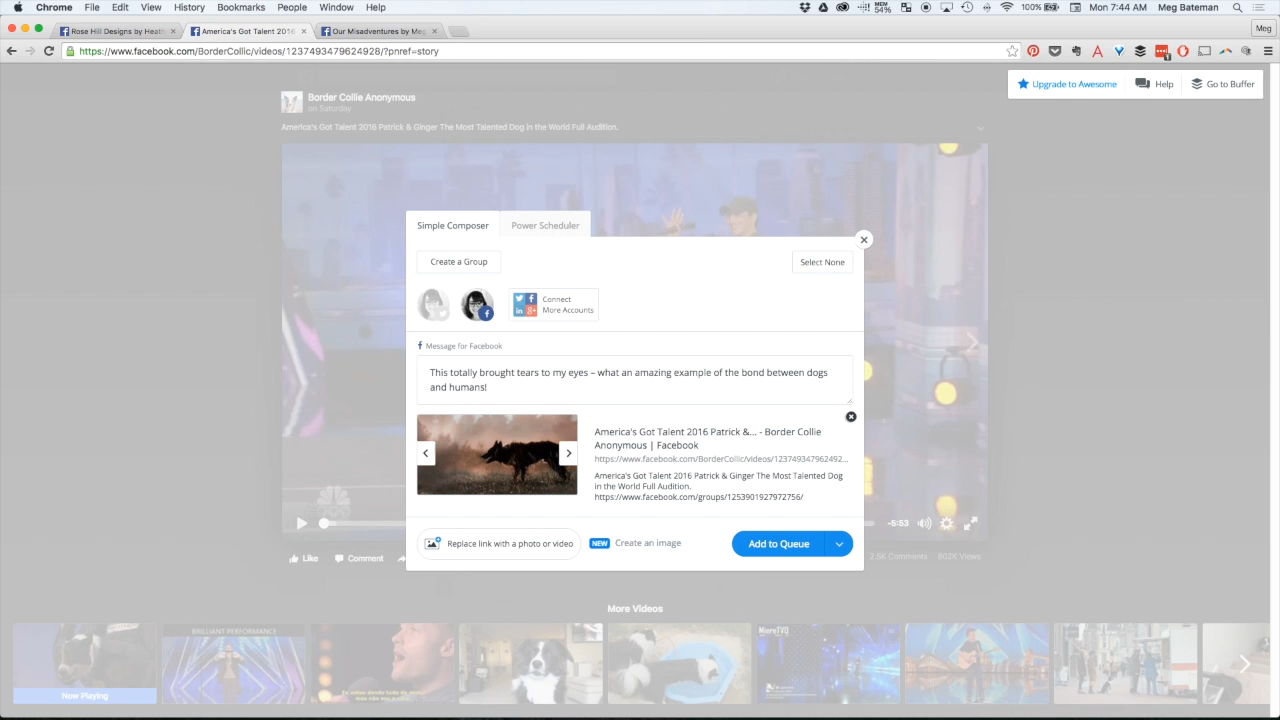 Chrome File Edit View History Bookmarks People Window Help
MEM 54% 100% Mon 7:44 AM Meg Bateman
Rose Hill Designs by Heath
America's Got Talent 2016
Our Misadventures by Meg
Meg
https://www.facebook.com/BorderCollic/videos/1237493479624928/?pnref=story
Upgrade to Awesome Help Go to Buffer
Border Collie Anonymous
on Saturday
America's Got Talent 2016 Patrick & Ginger The Most Talented Dog in the World Full Audition.
Simple Composer Power Scheduler
Create a Group Select None
Connect
More Accounts
Message for Facebook
This totally brought tears to my eyes – what an amazing example of the bond between dogs
and humans!
America's Got Talent 2016 Patrick &... - Border Collie
Anonymous | Facebook
https://www.facebook.com/BorderCollic/videos/123749347962492...
America's Got Talent 2016 Patrick & Ginger The Most Talented Dog
in the World Full Audition.
https://www.facebook.com/groups/1253901927972756/
-5:53
Replace link with a photo or video NEW Create an image Add to Queue
Like Comment 2.5K Comments 802K Views
More Videos
BRILLIANT PERFORMANCE
Now Playing